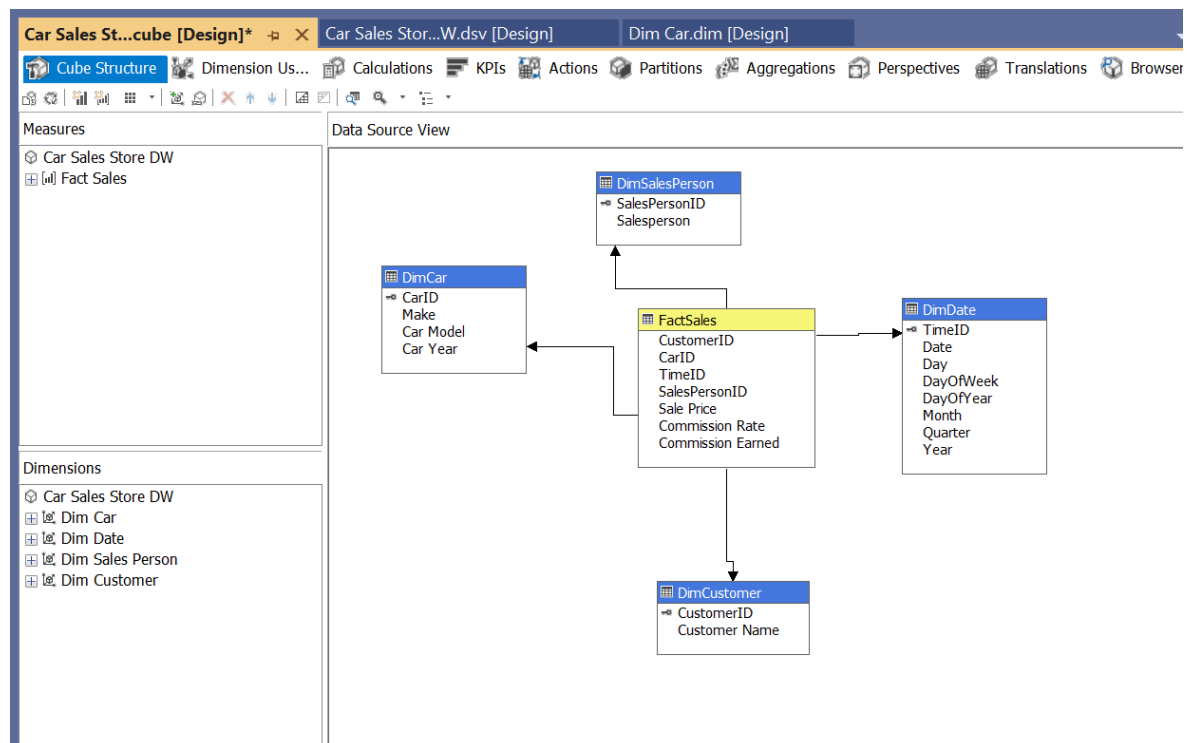 Car Sales St...cube [Design]*
Car Sales Stor...W.dsv [Design]
Dim Car.dim [Design]
Cube Structure
Dimension Us...
Calculations
KPIs
Actions
Partitions
Aggregations
Perspectives
Translations
Browser
Measures
Car Sales Store DW
Fact Sales
Dimensions
Car Sales Store DW
Dim Car
Dim Date
Dim Sales Person
Dim Customer
Data Source View
DimSalesPerson
SalesPersonID
Salesperson
DimCar
CarID
Make
Car Model
Car Year
FactSales
CustomerID
CarID
TimeID
SalesPersonID
Sale Price
Commission Rate
Commission Earned
DimDate
TimeID
Date
Day
DayOfWeek
DayOfYear
Month
Quarter
Year
DimCustomer
CustomerID
Customer Name